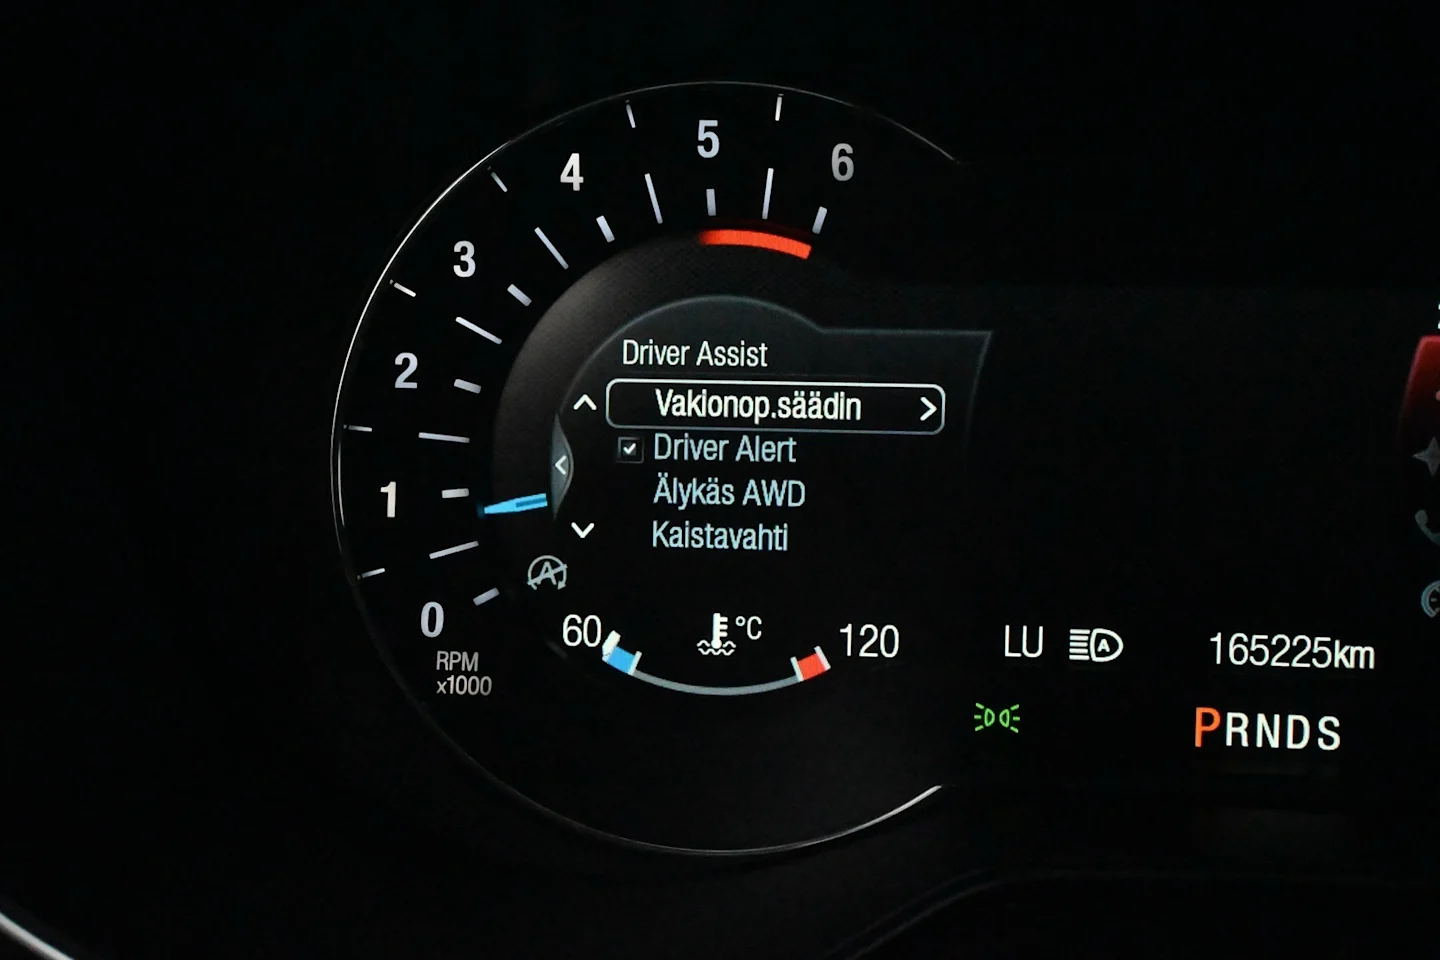 5
6
4
3
2
1
0
RPM
x1000
Driver Assist
Vakionop.säädin
Driver Alert
Älykäs AWD
Kaistavahti
A
60 °C 120
LU A 165225km
PRNDS